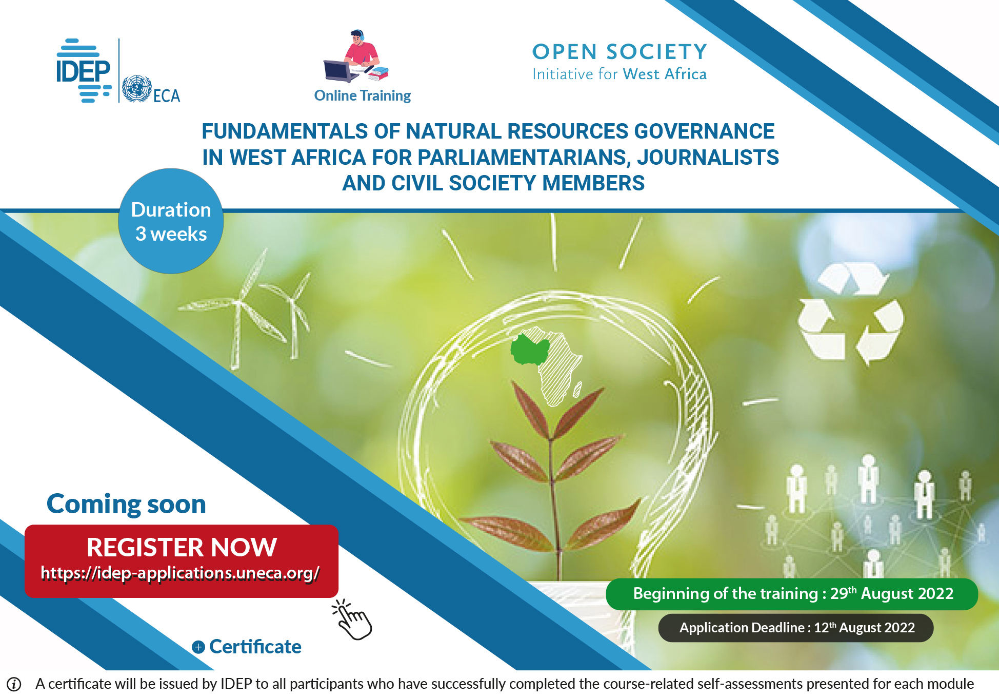 IDEP
ECA
Online Training
OPEN SOCIETY
Initiative for West Africa
FUNDAMENTALS OF NATURAL RESOURCES GOVERNANCE
IN WEST AFRICA FOR PARLIAMENTARIANS, JOURNALISTS
AND CIVIL SOCIETY MEMBERS
Duration
3 weeks
Coming soon
REGISTER NOW
https://idep-applications.uneca.org/
Certificate
Beginning of the training : 29th August 2022
Application Deadline : 12th August 2022
A certificate will be issued by IDEP to all participants who have successfully completed the course-related self-assessments presented for each module